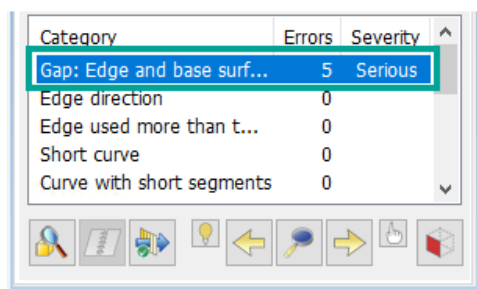 Category Errors Severity
Gap: Edge and base surf... 5 Serious
Edge direction 0
Edge used more than t... 0
Short curve 0
Curve with short segments 0